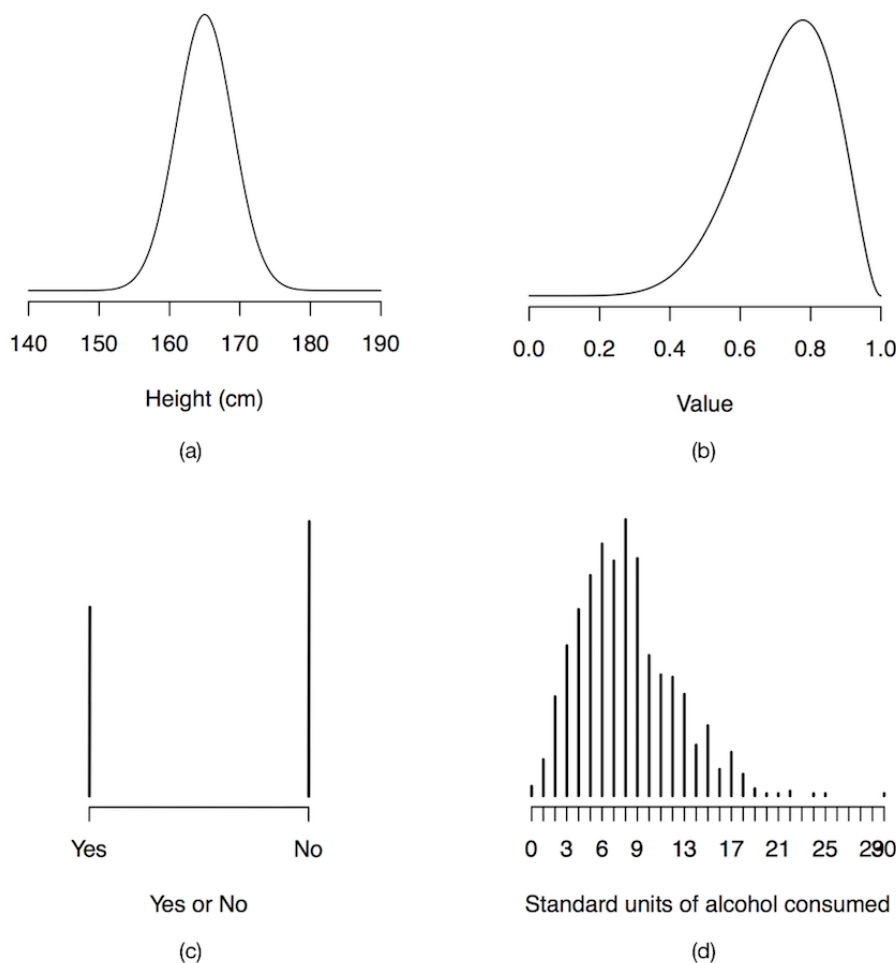 140 150 160 170 180 190
Height (cm)
(a)
0.0 0.2 0.4 0.6 0.8 1.0
Value
(b)
Yes No
Yes or No
(c)
0 3 6 9 13 17 21 25 29 30
Standard units of alcohol consumed
(d)